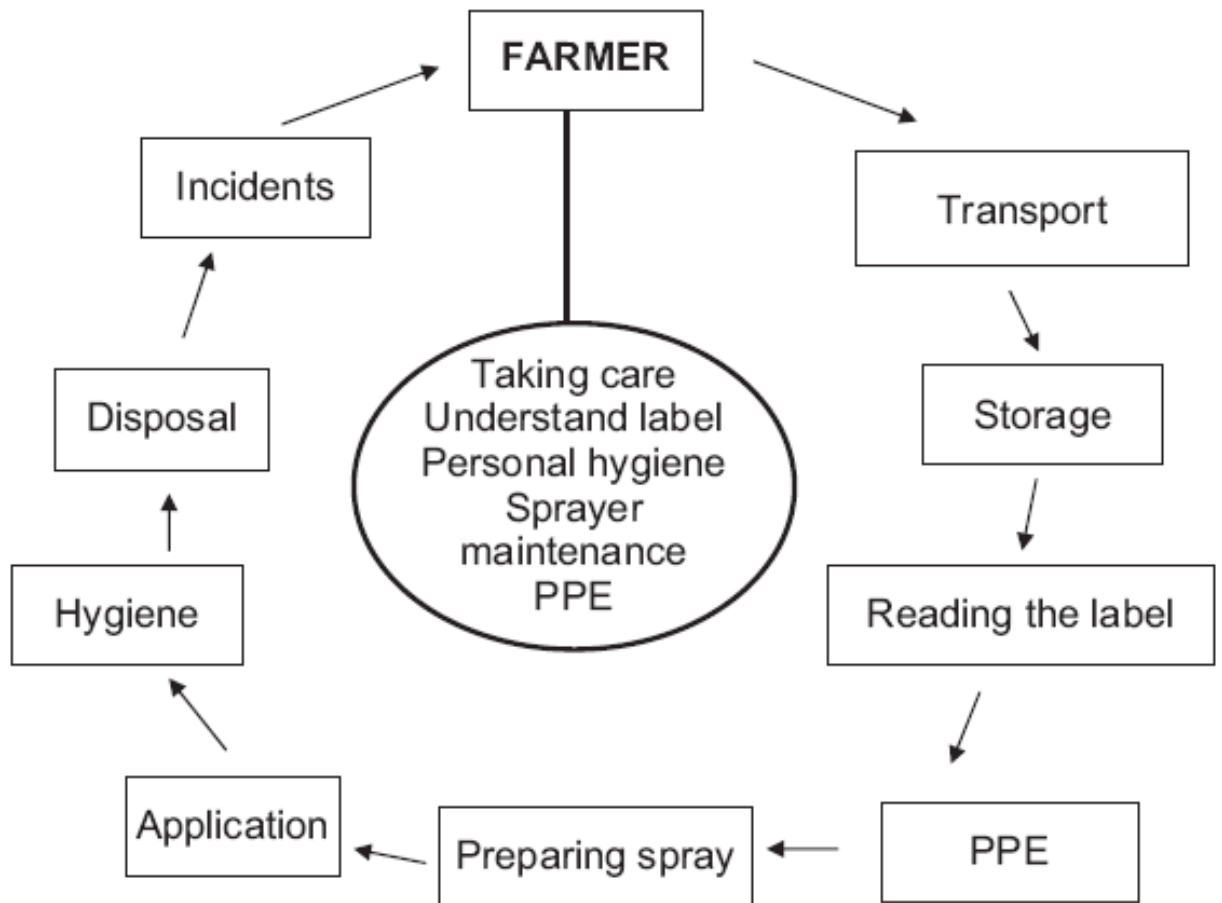 FARMER
Transport
Storage
Reading the label
PPE
Preparing spray
Application
Hygiene
Disposal
Incidents
Taking care
Understand label
Personal hygiene
Sprayer
maintenance
PPE